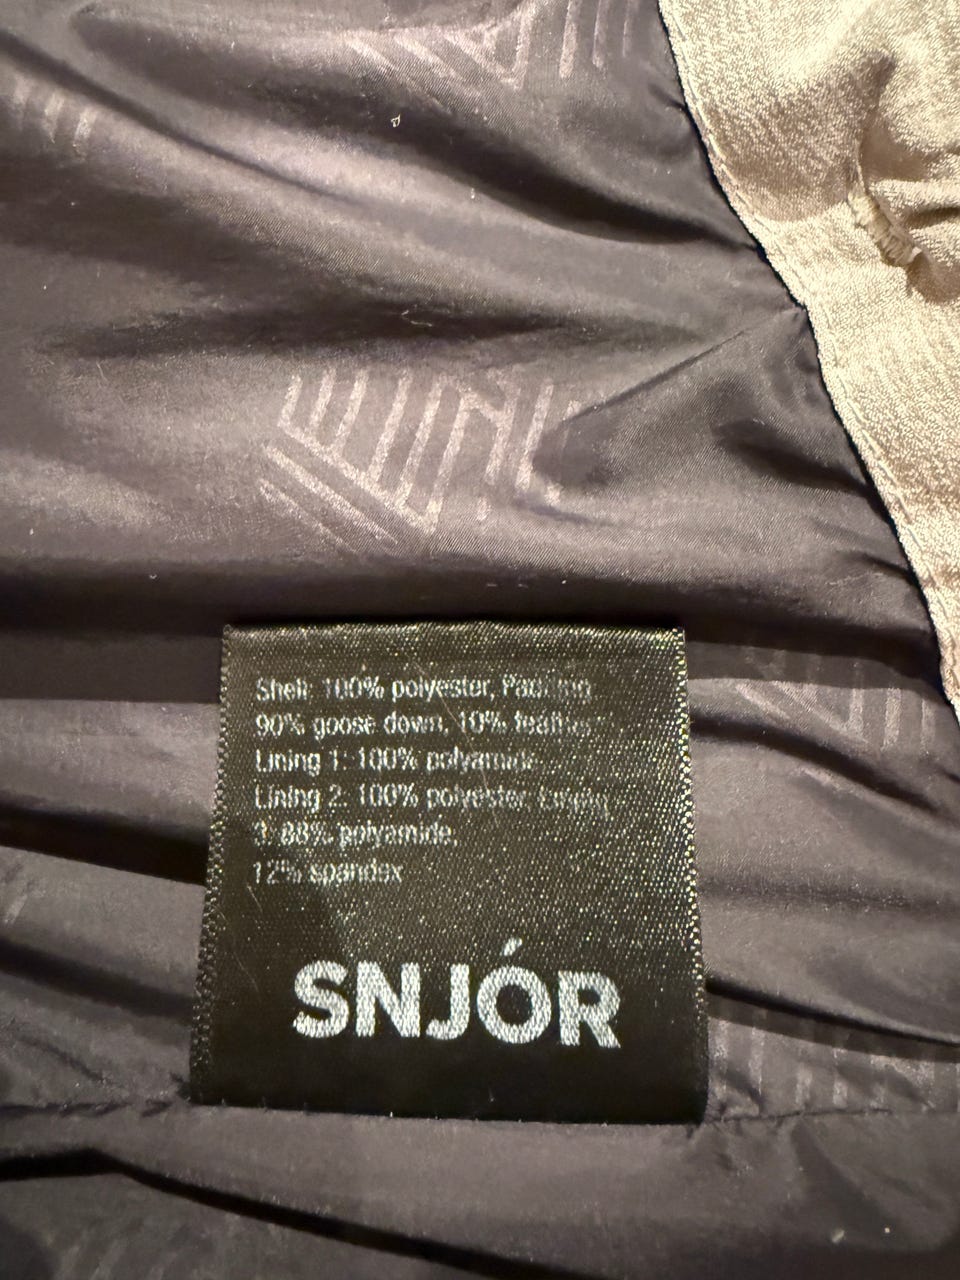 Shell: 100% polyester, Padding
90% goose down, 10% feather
Lining 1: 100% polyamide
Lining 2: 100% polyester Lining
3: 88% polyamide,
12% spandex
SNJÓR